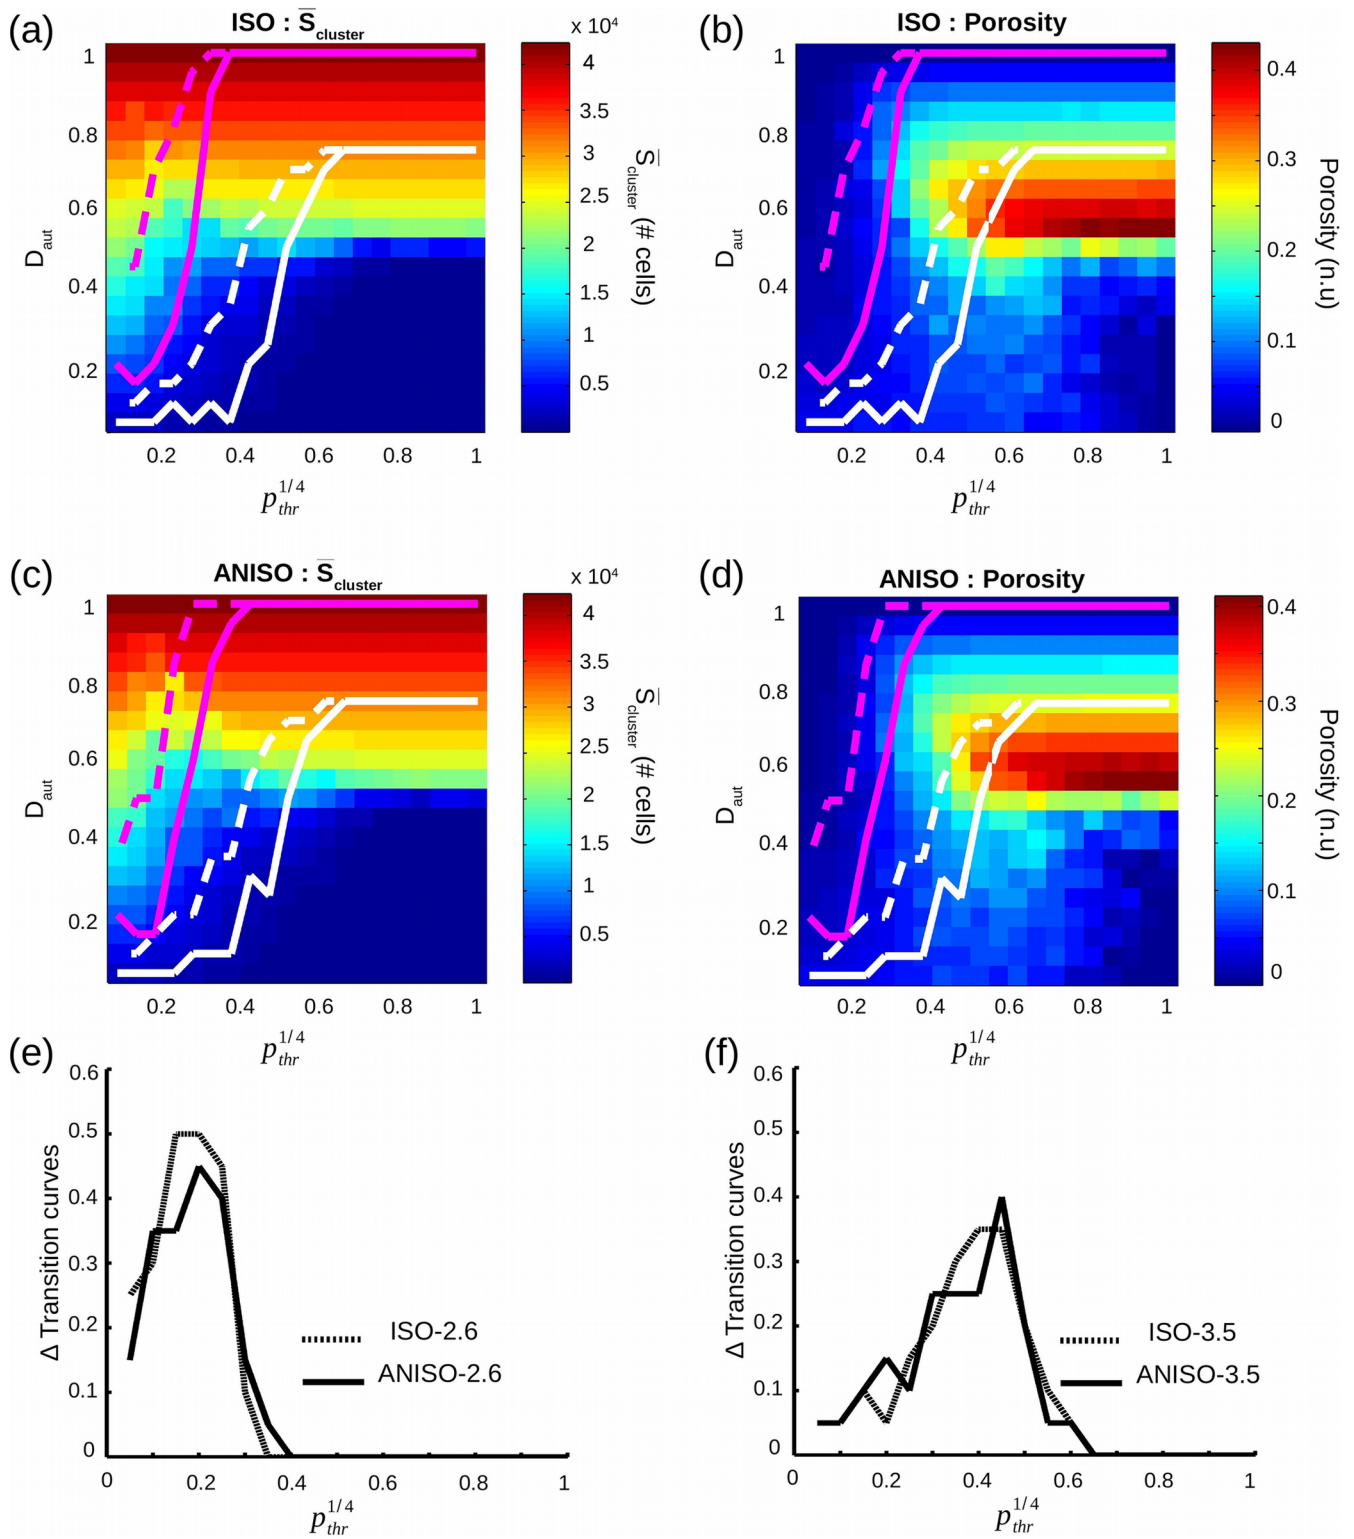 (a)
ISO : S̅cluster
x 10⁴
1
0.8
0.6
0.4
0.2
Daut
0.2 0.4 0.6 0.8 1
pthr^1/4
4
3.5
3
2.5
2
1.5
1
0.5
S̅cluster (# cells)
(b)
ISO : Porosity
1
0.8
0.6
0.4
0.2
Daut
0.2 0.4 0.6 0.8 1
pthr^1/4
0.4
0.3
0.2
0.1
0
Porosity (n.u)
(c)
ANISO : S̅cluster
x 10⁴
1
0.8
0.6
0.4
0.2
Daut
0.2 0.4 0.6 0.8 1
pthr^1/4
4
3.5
3
2.5
2
1.5
1
0.5
S̅cluster (# cells)
(d)
ANISO : Porosity
1
0.8
0.6
0.4
0.2
Daut
0.2 0.4 0.6 0.8 1
pthr^1/4
0.4
0.3
0.2
0.1
0
Porosity (n.u)
(e)
0.6
0.5
0.4
0.3
0.2
0.1
0
Δ Transition curves
ISO-2.6
ANISO-2.6
0 0.2 0.4 0.6 0.8 1
pthr^1/4
(f)
0.6
0.5
0.4
0.3
0.2
0.1
0
Δ Transition curves
ISO-3.5
ANISO-3.5
0 0.2 0.4 0.6 0.8 1
pthr^1/4